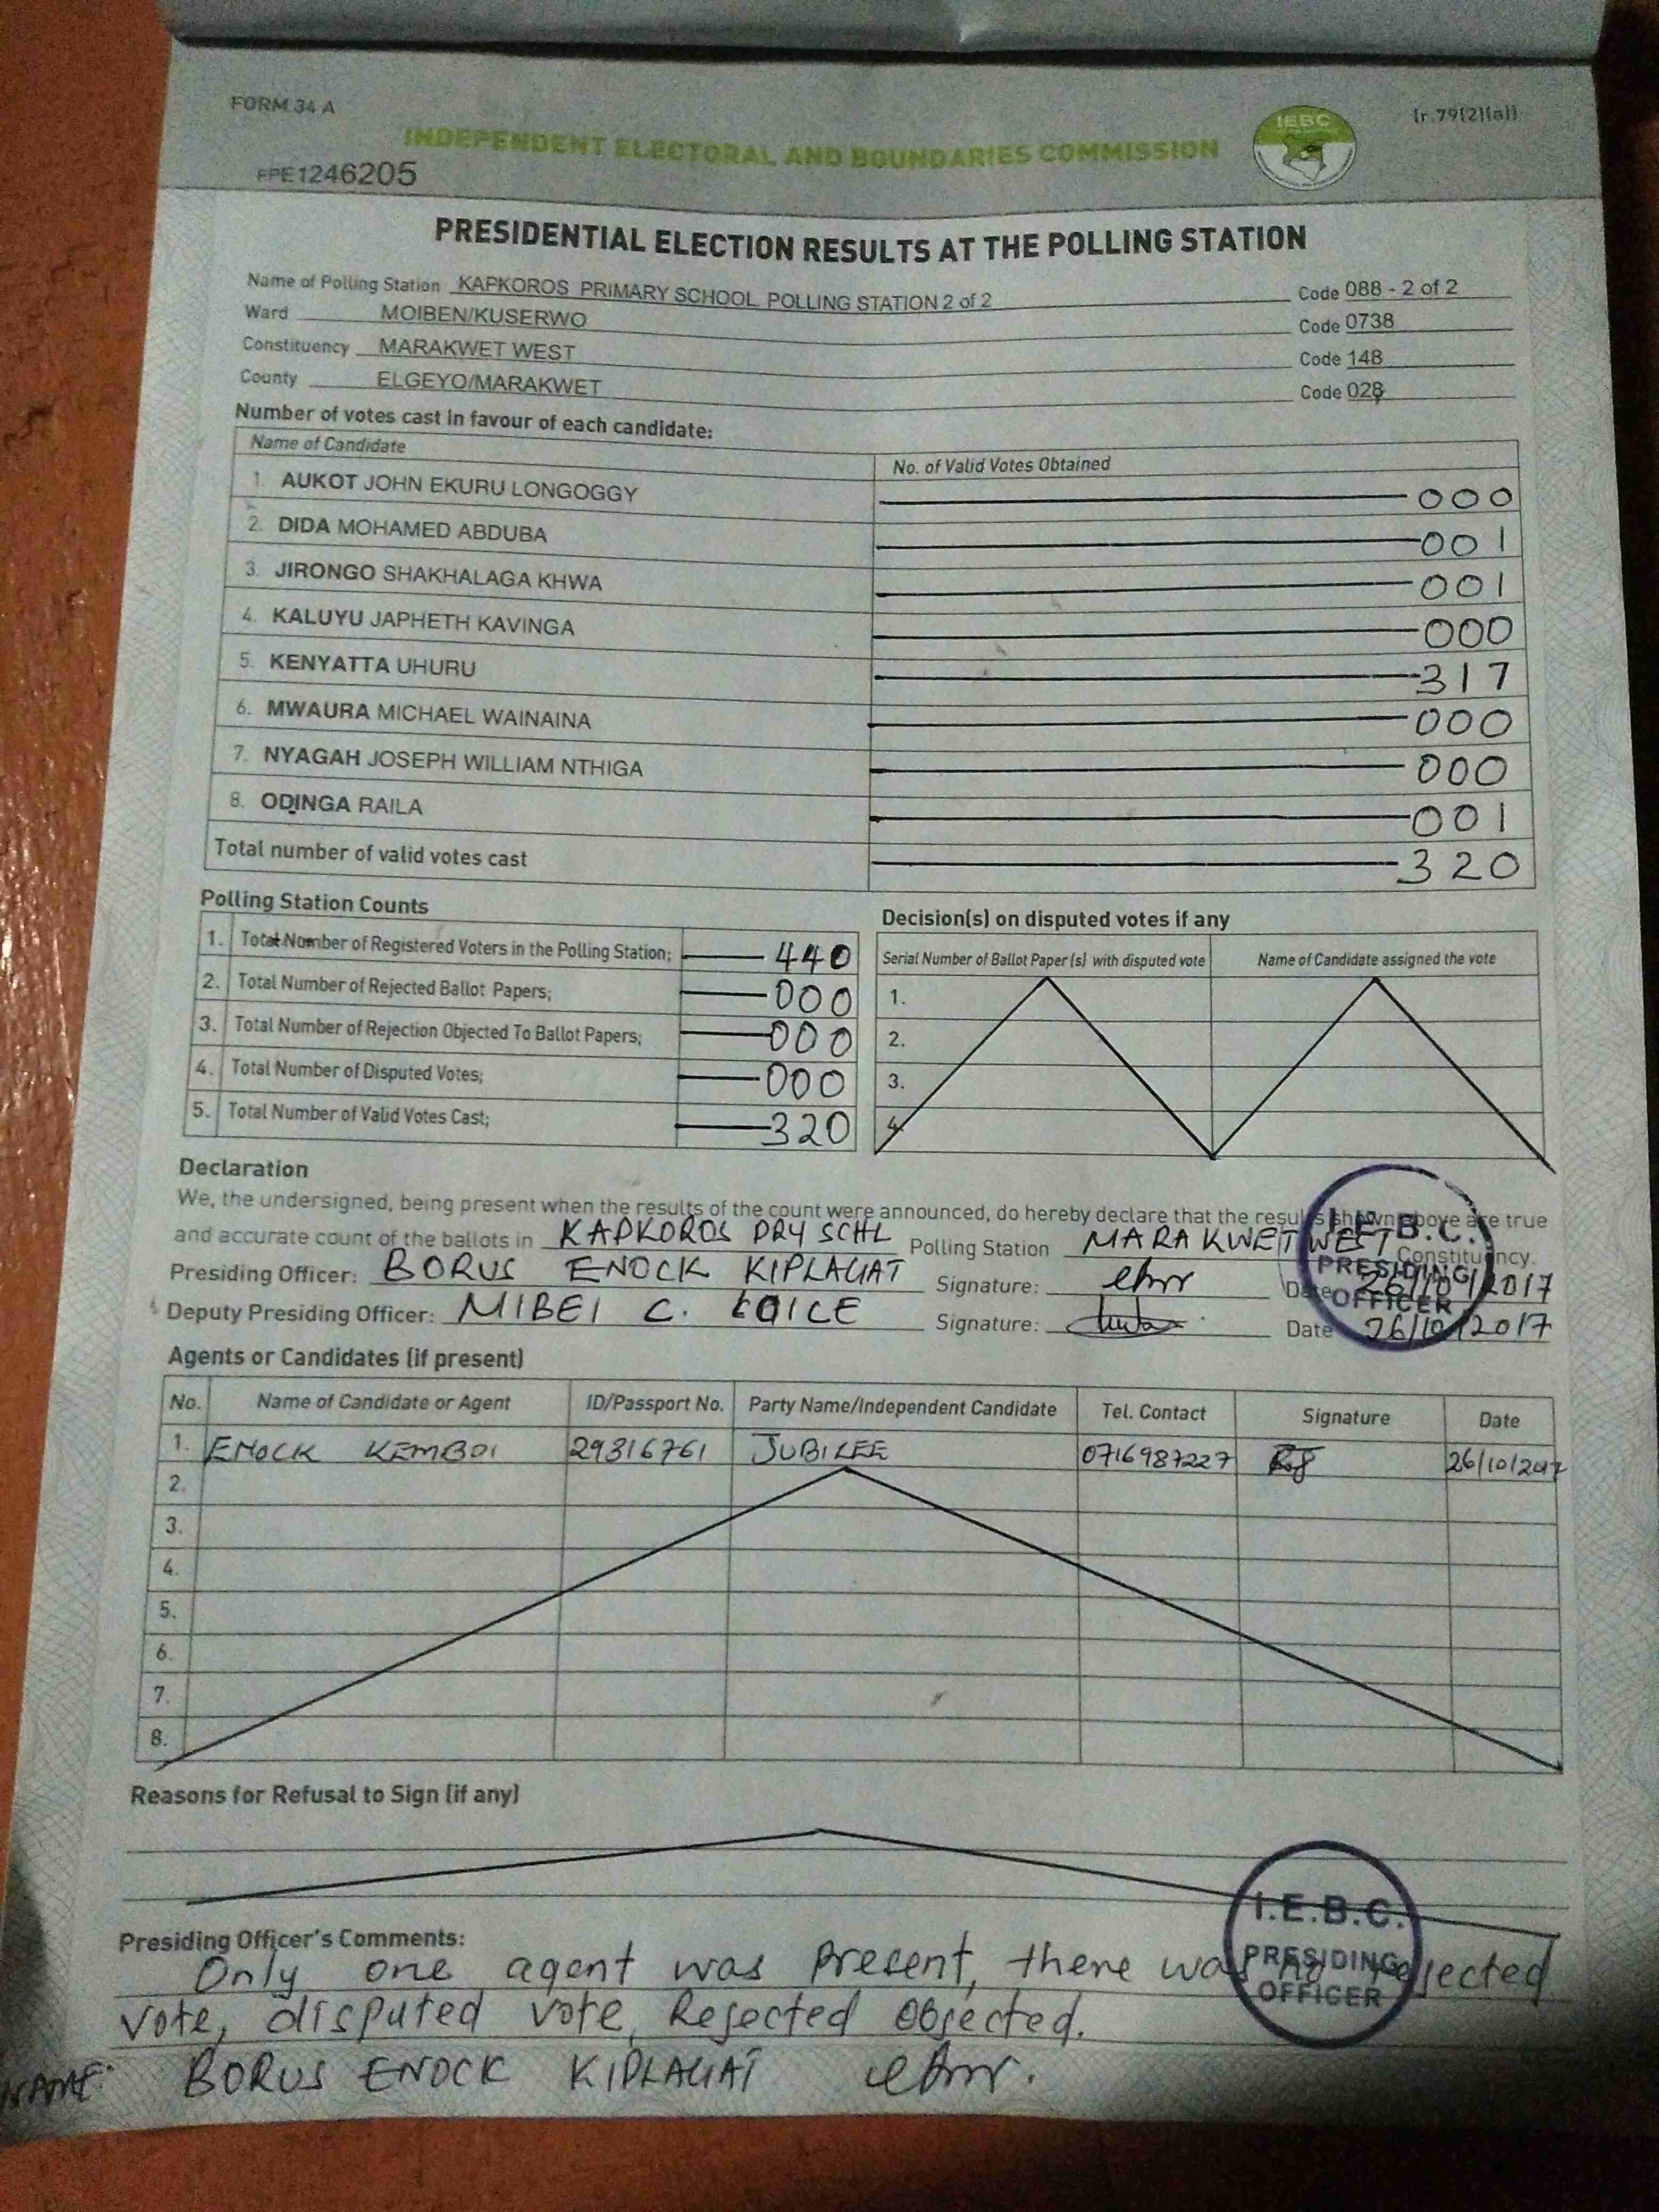 FORM 34 A
(r.79(2)(a))
INDEPENDENT ELECTORAL AND BOUNDARIES COMMISSION
IEBC
PPE1246205
PRESIDENTIAL ELECTION RESULTS AT THE POLLING STATION
Name of Polling Station KAPKOROS PRIMARY SCHOOL POLLING STATION 2 of 2 Code 088 - 2 of 2
Ward MOIBEN/KUSERWO Code 0738
Constituency MARAKWET WEST Code 148
County ELGEYO/MARAKWET Code 028
Number of votes cast in favour of each candidate:
Name of Candidate No. of Valid Votes Obtained
1. AUKOT JOHN EKURU LONGOGGY 000
2. DIDA MOHAMED ABDUBA 001
3. JIRONGO SHAKHALAGA KHWA 001
4. KALUYU JAPHETH KAVINGA 000
5. KENYATTA UHURU 317
6. MWAURA MICHAEL WAINAINA 000
7. NYAGAH JOSEPH WILLIAM NTHIGA 000
8. ODINGA RAILA 001
Total number of valid votes cast 320
Polling Station Counts
1. Total Number of Registered Voters in the Polling Station; 440
2. Total Number of Rejected Ballot Papers; 000
3. Total Number of Rejection Objected To Ballot Papers; 000
4. Total Number of Disputed Votes; 000
5. Total Number of Valid Votes Cast; 320
Decision(s) on disputed votes if any
Serial Number of Ballot Paper (s) with disputed vote Name of Candidate assigned the vote
1.
2.
3.
4.
Declaration
We, the undersigned, being present when the results of the count were announced, do hereby declare that the results shown above are true
and accurate count of the ballots in KAPKOROS PRY SCHL Polling Station MARAKWET WEST Constituency.
Presiding Officer: BORUS ENOCK KIPLAGAT Signature: Date 26/10/2017
Deputy Presiding Officer: MIBEI C. LOICE Signature: Date 26/10/2017
I.E.B.C.
PRESIDING
OFFICER
Agents or Candidates (if present)
No. Name of Candidate or Agent ID/Passport No. Party Name/Independent Candidate Tel. Contact Signature Date
1. ENOCK KEMBOI 29316761 JUBILEE 0716987227 26/10/2017
2.
3.
4.
5.
6.
7.
8.
Reasons for Refusal to Sign (if any)
Presiding Officer's Comments:
Only one agent was present, there was no rejected
vote, disputed vote, Rejected objected.
NAME: BORUS ENOCK KIPLAGAT
I.E.B.C.
PRESIDING
OFFICER